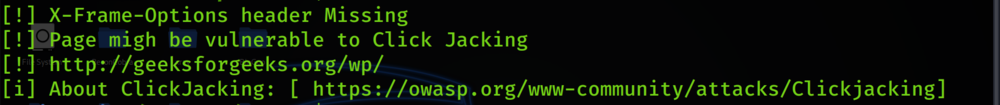 [!] X-Frame-Options header Missing
[!] Page migh be vulnerable to Click Jacking
[!] http://geeksforgeeks.org/wp/
[i] About ClickJacking: [ https://owasp.org/www-community/attacks/Clickjacking]